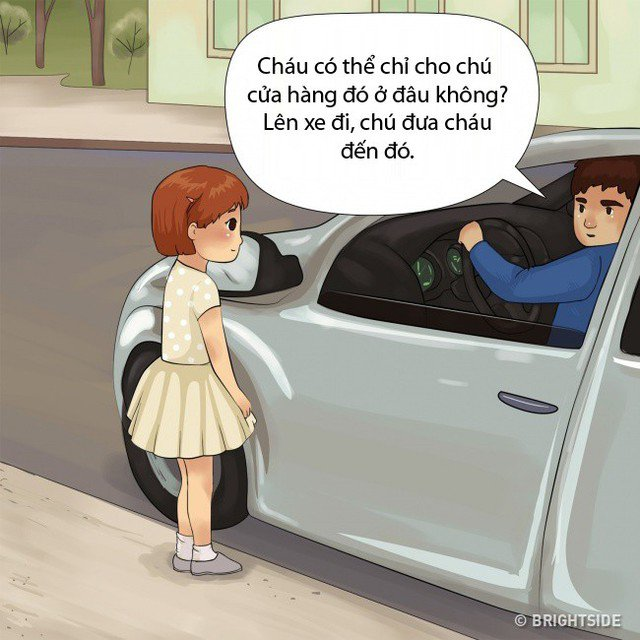 Cháu có thể chỉ cho chú
cửa hàng đó ở đâu không?
Lên xe đi, chú đưa cháu
đến đó.
© BRIGHTSIDE